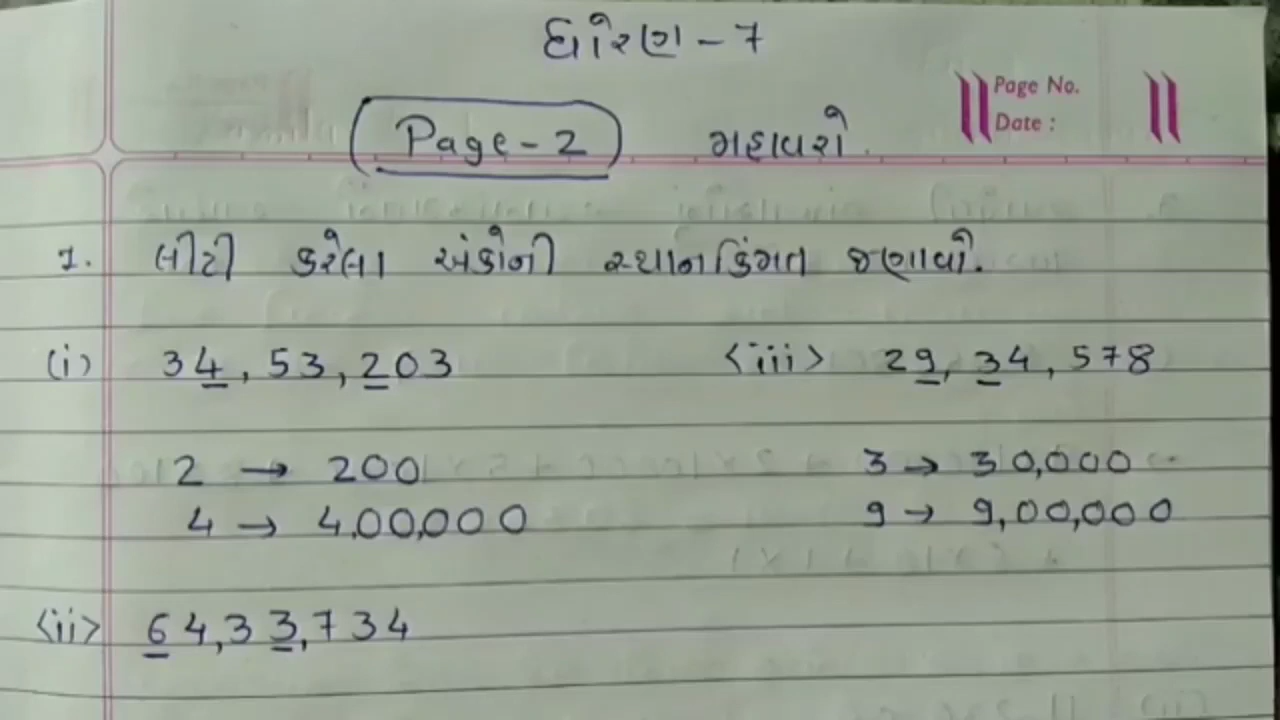 ધોરણ - 7
Page No.
Date :
Page - 2 મહાવરો.
1. લીટી કરેલા અંકોની સ્થાનકિંમત જણાવો.
(i) 34,53,203 <iii> 29,34,578
2 → 200 3 → 30,000
4 → 4,00,000 9 → 9,00,000
<ii> 64,33,734